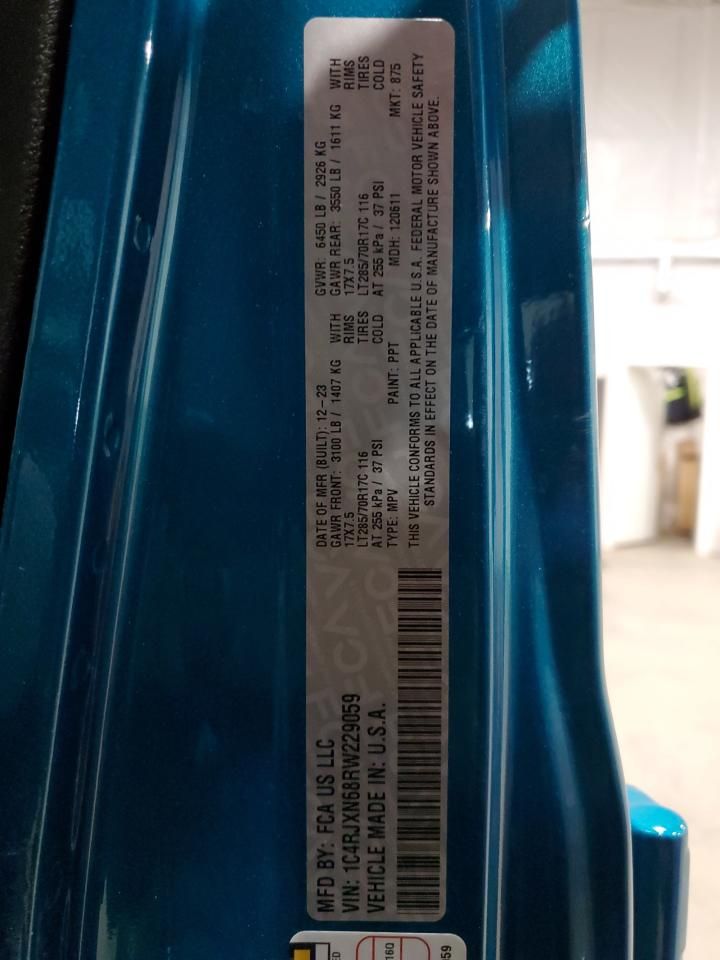 MFD BY: FCA US LLC
VIN: 1C4RJXN68RW229059
VEHICLE MADE IN: U.S.A.
DATE OF MFR (BUILT): 12-23 GVWR: 6450 LB / 2926 KG
GAWR FRONT: 3100 LB / 1407 KG WITH GAWR REAR: 3550 LB / 1611 KG WITH
17X7.5 RIMS 17X7.5 RIMS
LT285/70R17C 116 TIRES LT285/70R17C 116 TIRES
AT 255 kPa / 37 PSI COLD AT 255 kPa / 37 PSI COLD
TYPE: MPV PAINT: PPT MDH: 120611 MKT: 875
THIS VEHICLE CONFORMS TO ALL APPLICABLE U.S.A. FEDERAL MOTOR VEHICLE SAFETY
STANDARDS IN EFFECT ON THE DATE OF MANUFACTURE SHOWN ABOVE.
FCA
160
059